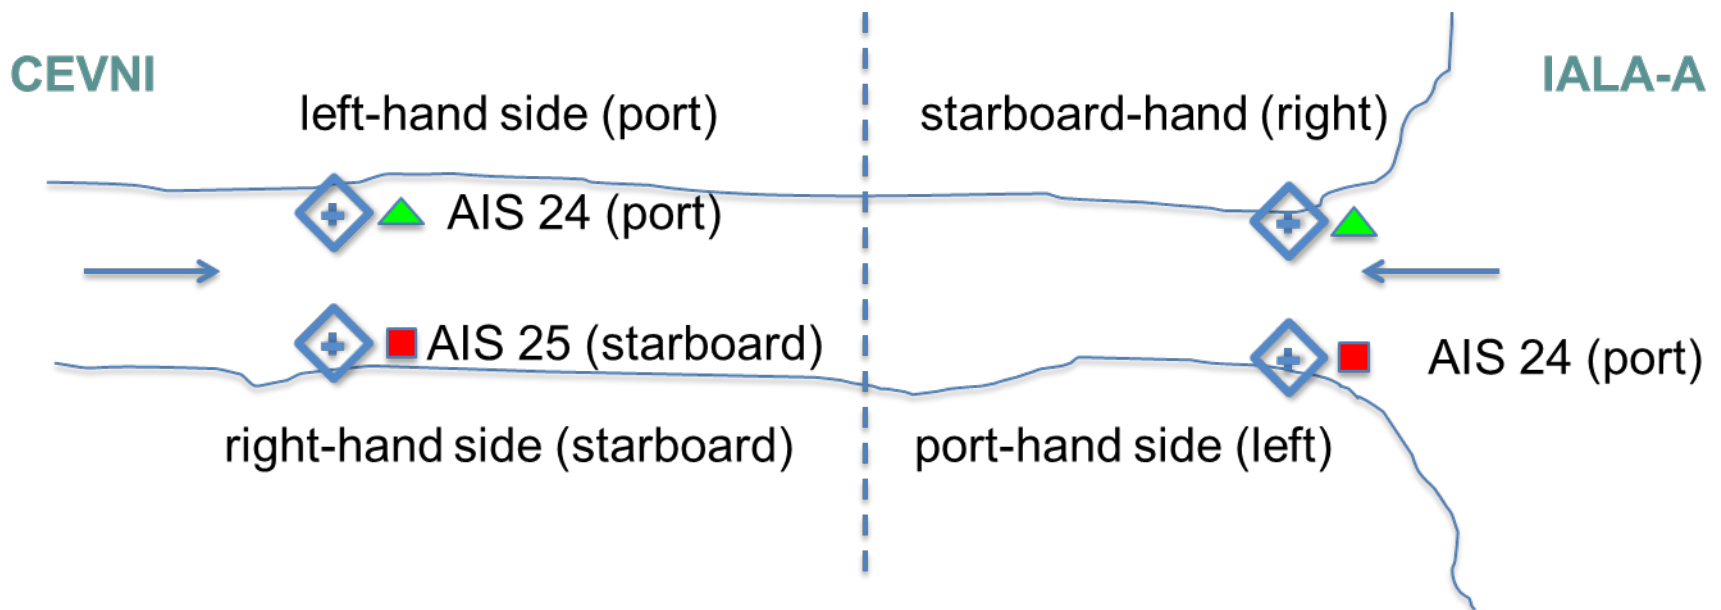 CEVNI
IALA-A
left-hand side (port)
starboard-hand (right)
AIS 24 (port)
AIS 25 (starboard)
AIS 24 (port)
right-hand side (starboard)
port-hand side (left)